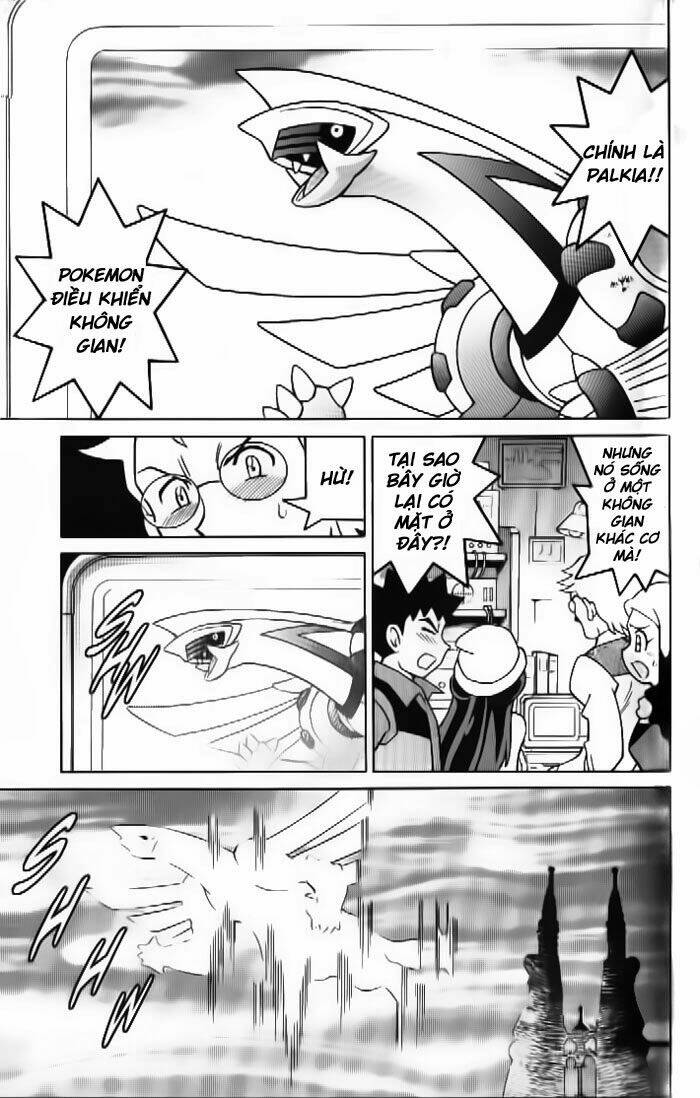 CHÍNH LÀ
PALKIA!!
POKEMON
ĐIỀU KHIỂN
KHÔNG
GIAN!
NHƯNG
NÓ SỐNG
Ở MỘT
KHÔNG
GIAN
KHÁC CƠ
MÀ!
TẠI SAO
BÂY GIỜ
LẠI CÓ
MẶT Ở
ĐÂY?!
HỪ!
SHHW
SHHW